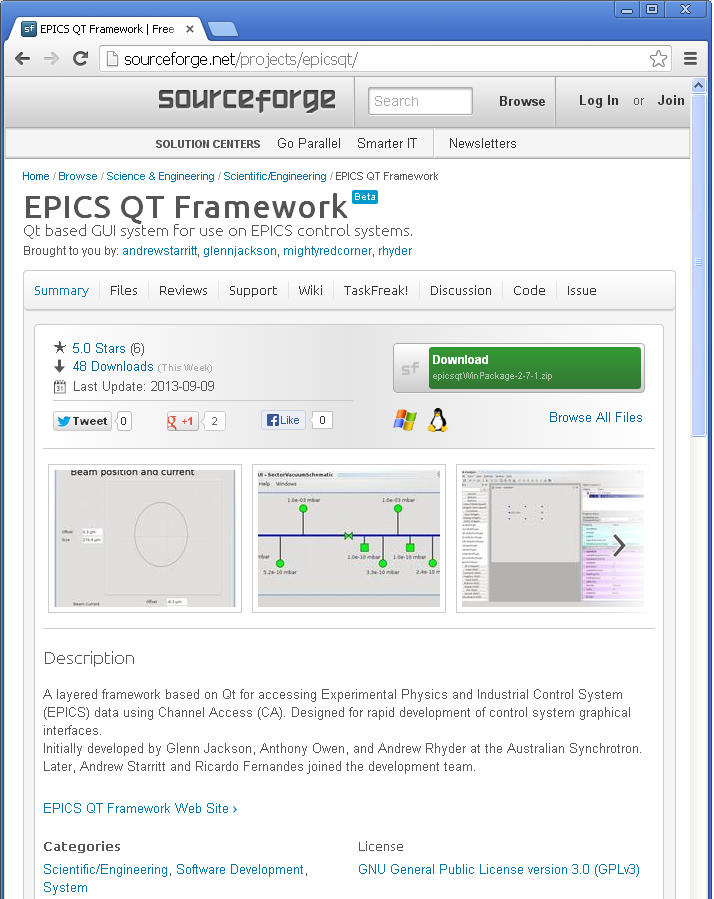 EPICS QT Framework | Free
sourceforge.net/projects/epicsqt/
sourceforge
Search
Browse
Log In or Join
SOLUTION CENTERS Go Parallel Smarter IT Newsletters
Home / Browse / Science & Engineering / Scientific/Engineering / EPICS QT Framework
EPICS QT Framework Beta
Qt based GUI system for use on EPICS control systems.
Brought to you by: andrewstarritt, glennjackson, mightyredcorner, rhyder
Summary Files Reviews Support Wiki TaskFreak! Discussion Code Issue
5.0 Stars (6)
48 Downloads (This Week)
31 Last Update: 2013-09-09
Tweet 0 g +1 2 Like 0
sf Download
epicsqtWinPackage-2-7-1.zip
Browse All Files
Beam position and current
Offset
Size
Beam Current
Offset
UI - SectorVacuumSchematic
Help Windows
1.0e-03 mbar 1.0e-03 mbar
mbar 1.0e-10 mbar 1.0e-10 mbar
5.2e-10 mbar 3.3e-10 mbar 2.4e-10 m
Description
A layered framework based on Qt for accessing Experimental Physics and Industrial Control System
(EPICS) data using Channel Access (CA). Designed for rapid development of control system graphical
interfaces.
Initially developed by Glenn Jackson, Anthony Owen, and Andrew Rhyder at the Australian Synchrotron.
Later, Andrew Starritt and Ricardo Fernandes joined the development team.
EPICS QT Framework Web Site ›
Categories
Scientific/Engineering, Software Development,
System
License
GNU General Public License version 3.0 (GPLv3)